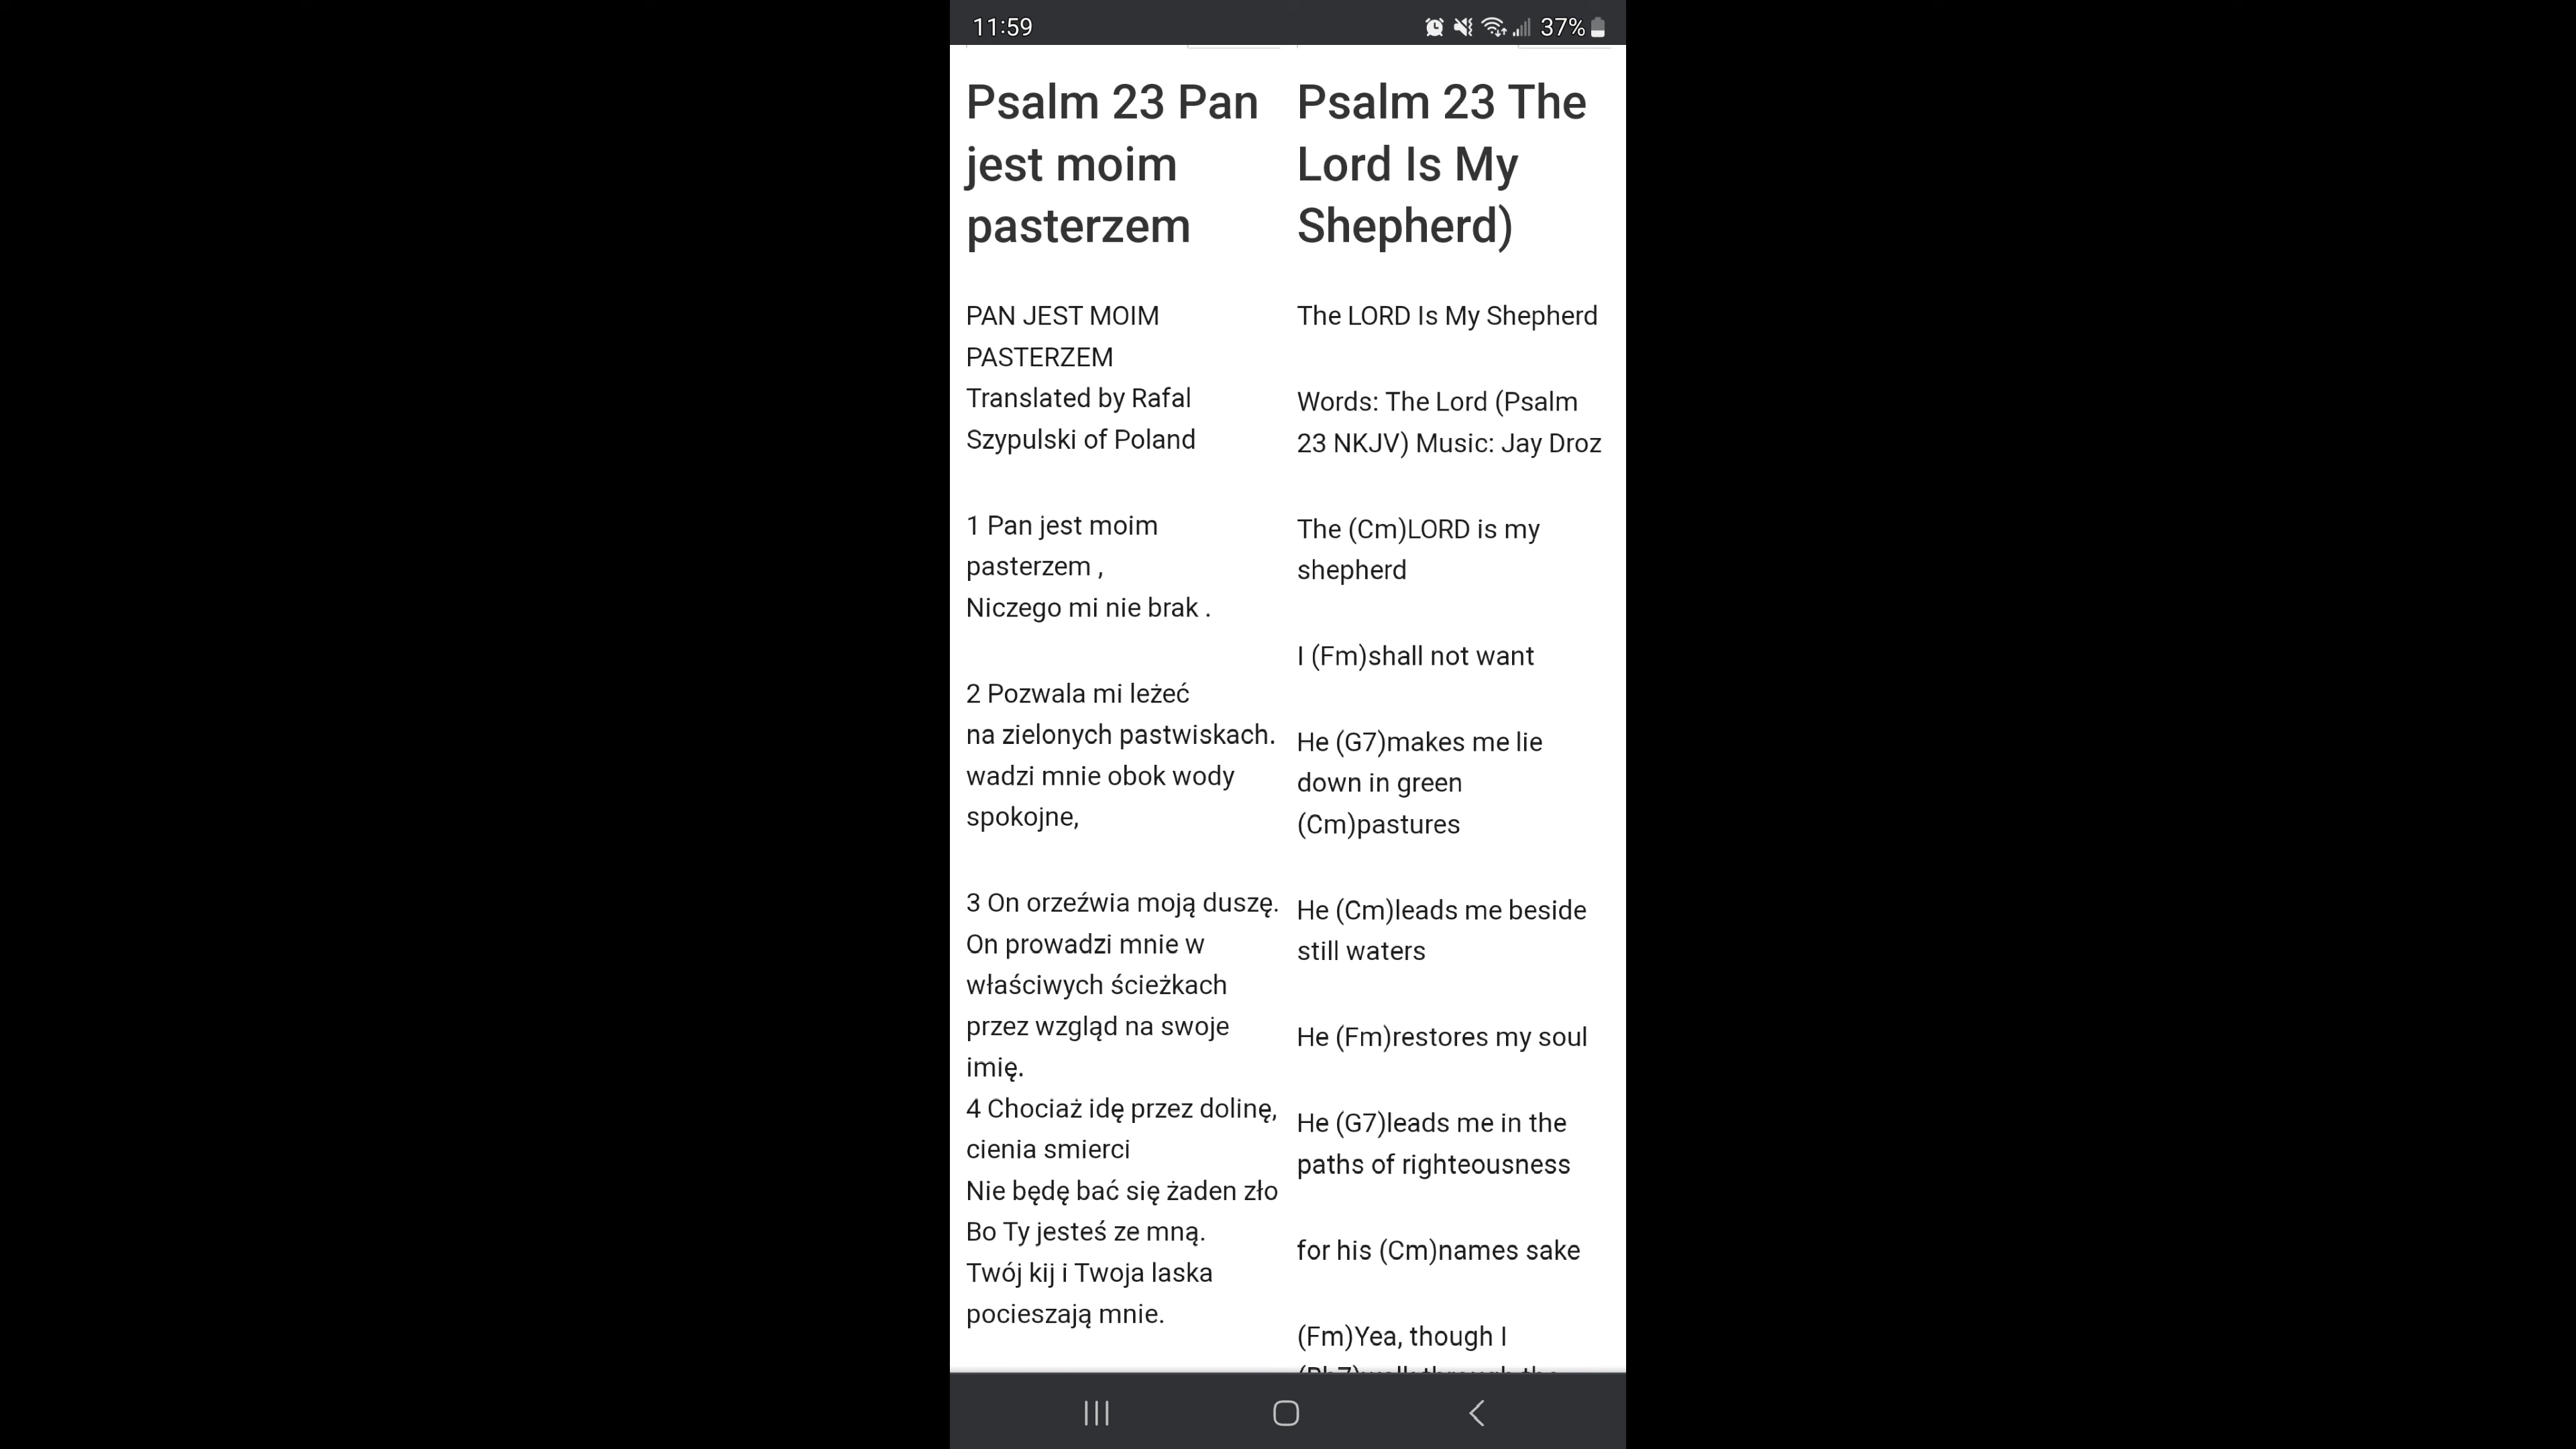 11:59
37%
Psalm 23 Pan
jest moim
pasterzem
PAN JEST MOIM
PASTERZEM
Translated by Rafal
Szypulski of Poland
1 Pan jest moim
pasterzem ,
Niczego mi nie brak .
2 Pozwala mi leżeć
na zielonych pastwiskach.
wadzi mnie obok wody
spokojne,
3 On orzeźwia moją duszę.
On prowadzi mnie w
właściwych ścieżkach
przez wzgląd na swoje
imię.
4 Chociaż idę przez dolinę,
cienia smierci
Nie będę bać się żaden zło
Bo Ty jesteś ze mną.
Twój kij i Twoja laska
pocieszają mnie.
Psalm 23 The
Lord Is My
Shepherd)
The LORD Is My Shepherd
Words: The Lord (Psalm
23 NKJV) Music: Jay Droz
The (Cm)LORD is my
shepherd
I (Fm)shall not want
He (G7)makes me lie
down in green
(Cm)pastures
He (Cm)leads me beside
still waters
He (Fm)restores my soul
He (G7)leads me in the
paths of righteousness
for his (Cm)names sake
(Fm)Yea, though I